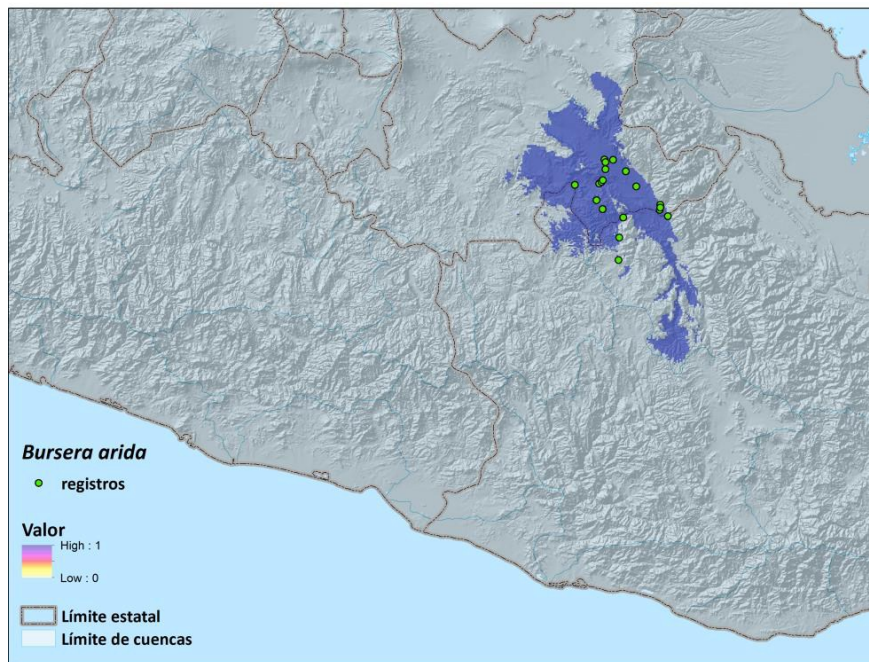 Bursera arida
registros
Valor
High : 1
Low : 0
Límite estatal
Límite de cuencas